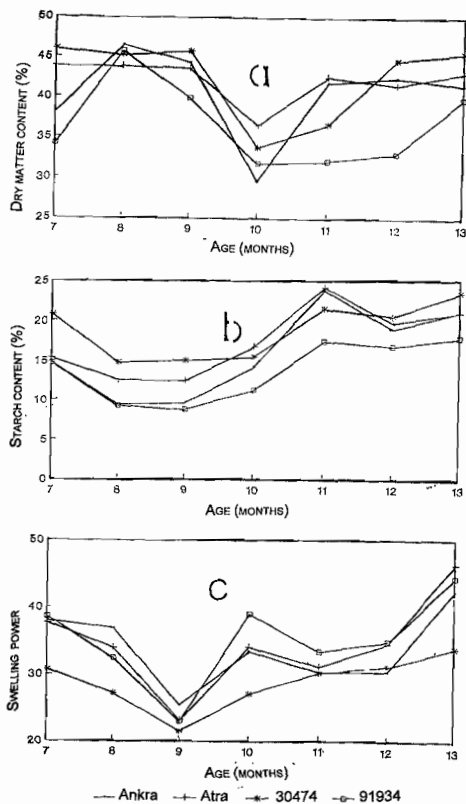 50
45
40
35
30
25
DRY MATTER CONTENT (%)
a
7 8 9 10 11 12 13
AGE (MONTHS)
25
20
15
10
5
0
STARCH CONTENT (%)
b
7 8 9 10 11 12 13
AGE (MONTHS)
50
40
30
20
SWELLING POWER
C
7 8 9 10 11 12 13
AGE (MONTHS)
Ankra Atra 30474 91934